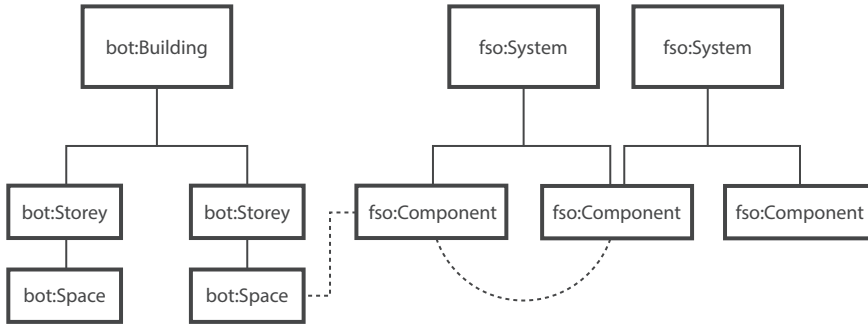 bot:Building
fso:System
fso:System
bot:Storey
bot:Storey
fso:Component
fso:Component
fso:Component
bot:Space
bot:Space